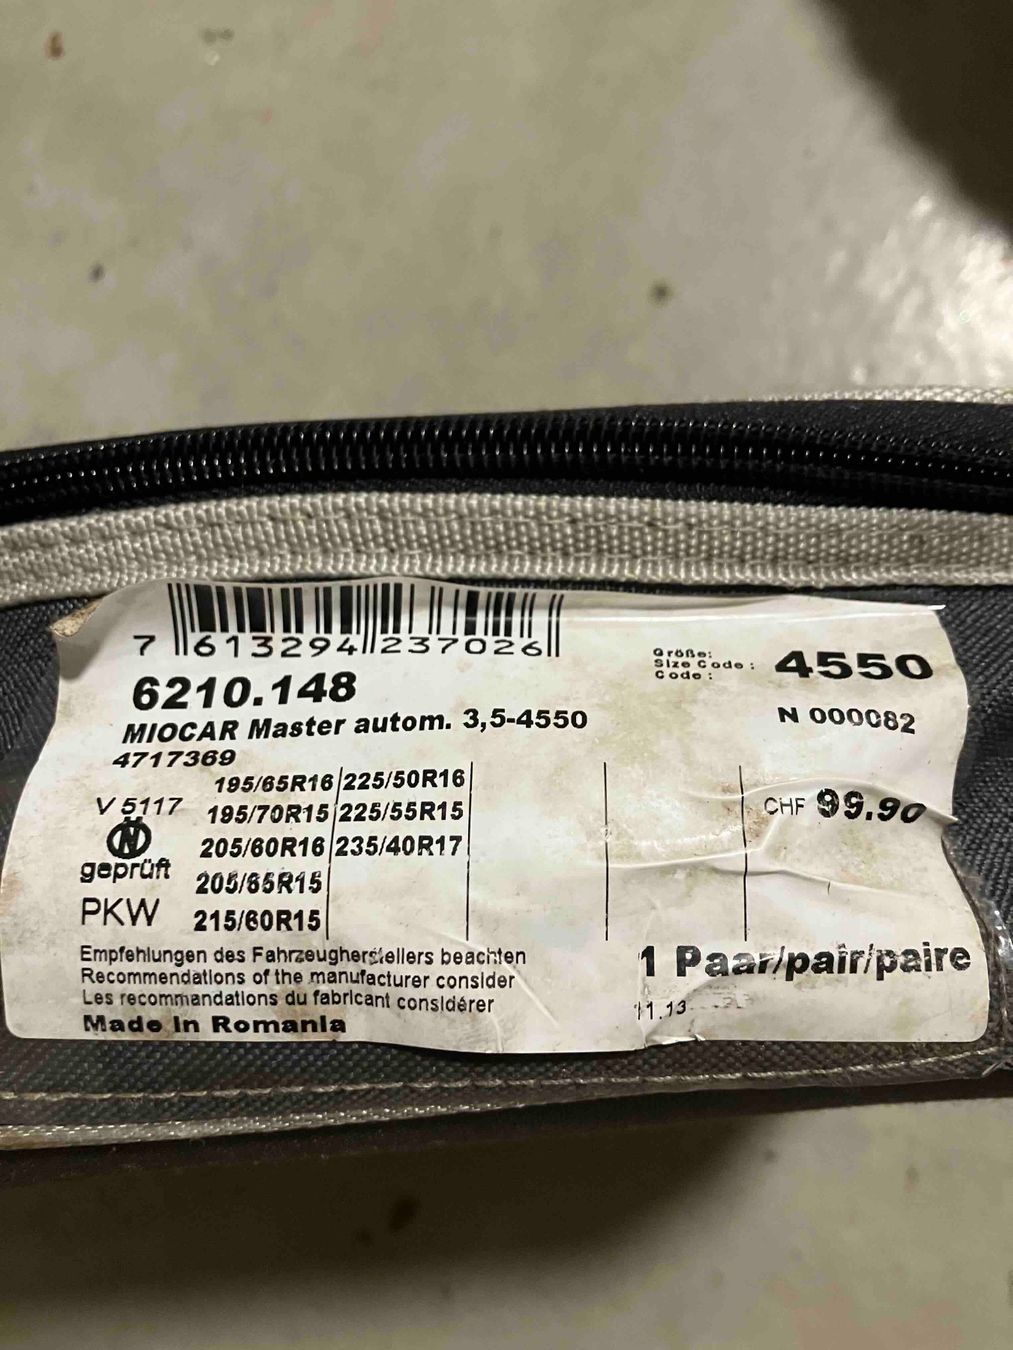 7 613294 237026
Größe:
Size Code :
Code :
4550
6210.148
N 000082
MIOCAR Master autom. 3,5-4550
4717369
195/65R16 225/50R16
V 5117
195/70R15 225/55R15
CHF 99.90
205/60R16 235/40R17
geprüft
205/65R15
PKW
215/60R15
Empfehlungen des Fahrzeugherstellers beachten
Recommendations of the manufacturer consider
Les recommandations du fabricant considérer
Made in Romania
1 Paar/pair/paire
11.13